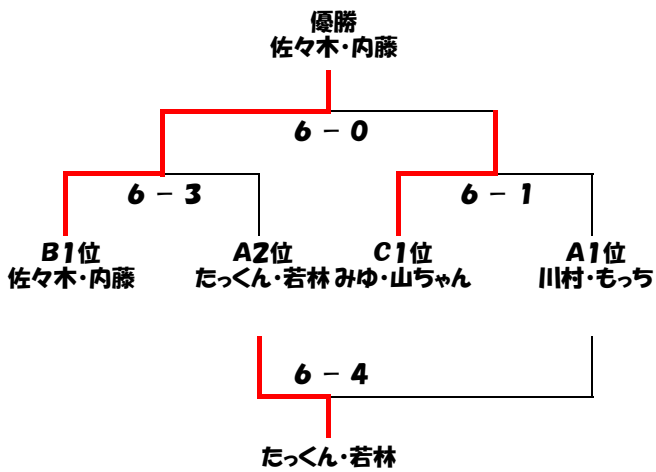 優勝
佐々木・内藤
6 － 0
6 － 3
6 － 1
B1位
佐々木・内藤
A2位
たっくん・若林
C1位
みゆ・山ちゃん
A1位
川村・もっち
6 － 4
たっくん・若林